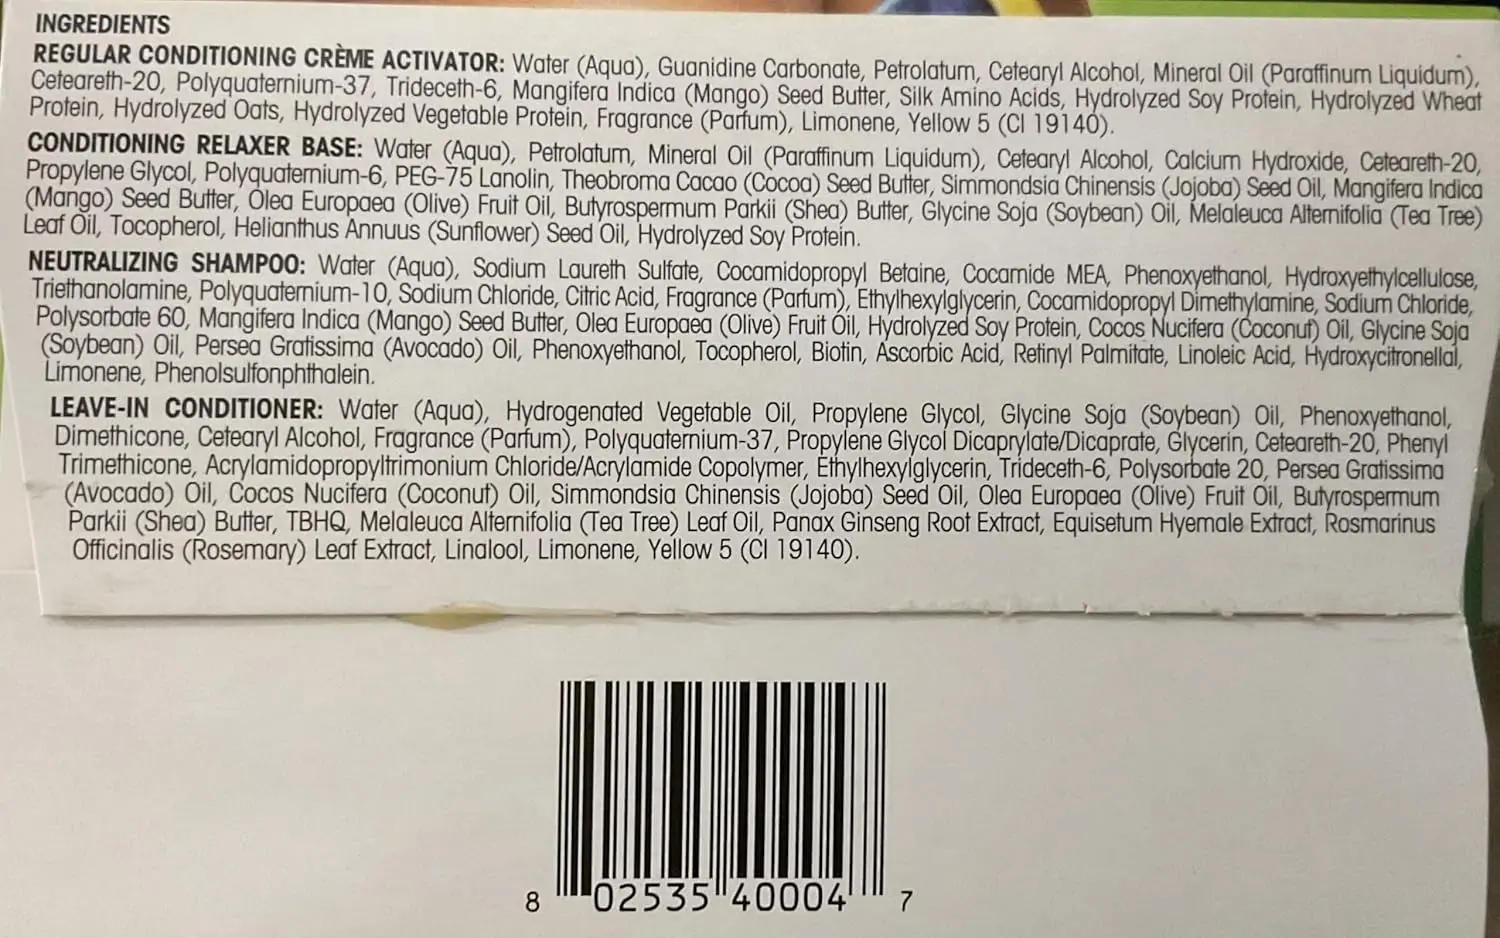 INGREDIENTS
REGULAR CONDITIONING CRÈME ACTIVATOR: Water (Aqua), Guanidine Carbonate, Petrolatum, Cetearyl Alcohol, Mineral Oil (Paraffinum Liquidum),
Ceteareth-20, Polyquaternium-37, Trideceth-6, Mangifera Indica (Mango) Seed Butter, Silk Amino Acids, Hydrolyzed Soy Protein, Hydrolyzed Wheat
Protein, Hydrolyzed Oats, Hydrolyzed Vegetable Protein, Fragrance (Parfum), Limonene, Yellow 5 (CI 19140).
CONDITIONING RELAXER BASE: Water (Aqua), Petrolatum, Mineral Oil (Paraffinum Liquidum), Cetearyl Alcohol, Calcium Hydroxide, Ceteareth-20,
Propylene Glycol, Polyquaternium-6, PEG-75 Lanolin, Theobroma Cacao (Cocoa) Seed Butter, Simmondsia Chinensis (Jojoba) Seed Oil, Mangifera Indica
(Mango) Seed Butter, Olea Europaea (Olive) Fruit Oil, Butyrospermum Parkii (Shea) Butter, Glycine Soja (Soybean) Oil, Melaleuca Alternifolia (Tea Tree)
Leaf Oil, Tocopherol, Helianthus Annuus (Sunflower) Seed Oil, Hydrolyzed Soy Protein.
NEUTRALIZING SHAMPOO: Water (Aqua), Sodium Laureth Sulfate, Cocamidopropyl Betaine, Cocamide MEA, Phenoxyethanol, Hydroxyethylcellulose,
Triethanolamine, Polyquaternium-10, Sodium Chloride, Citric Acid, Fragrance (Parfum), Ethylhexylglycerin, Cocamidopropyl Dimethylamine, Sodium Chloride,
Polysorbate 60, Mangifera Indica (Mango) Seed Butter, Olea Europaea (Olive) Fruit Oil, Hydrolyzed Soy Protein, Cocos Nucifera (Coconut) Oil, Glycine Soja
(Soybean) Oil, Persea Gratissima (Avocado) Oil, Phenoxyethanol, Tocopherol, Biotin, Ascorbic Acid, Retinyl Palmitate, Linoleic Acid, Hydroxycitronellal,
Limonene, Phenolsulfonphthalein.
LEAVE-IN CONDITIONER: Water (Aqua), Hydrogenated Vegetable Oil, Propylene Glycol, Glycine Soja (Soybean) Oil, Phenoxyethanol,
Dimethicone, Cetearyl Alcohol, Fragrance (Parfum), Polyquaternium-37, Propylene Glycol Dicaprylate/Dicaprate, Glycerin, Ceteareth-20, Phenyl
Trimethicone, Acrylamidopropyltrimonium Chloride/Acrylamide Copolymer, Ethylhexylglycerin, Trideceth-6, Polysorbate 20, Persea Gratissima
(Avocado) Oil, Cocos Nucifera (Coconut) Oil, Simmondsia Chinensis (Jojoba) Seed Oil, Olea Europaea (Olive) Fruit Oil, Butyrospermum
Parkii (Shea) Butter, TBHQ, Melaleuca Alternifolia (Tea Tree) Leaf Oil, Panax Ginseng Root Extract, Equisetum Hyemale Extract, Rosmarinus
Officinalis (Rosemary) Leaf Extract, Linalool, Limonene, Yellow 5 (CI 19140).
8 02535 40004 7